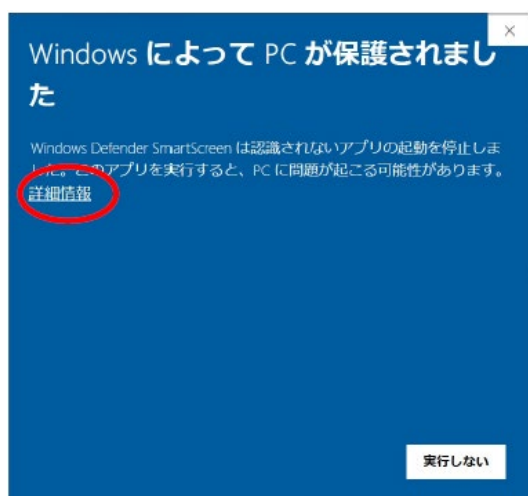 Windows によって PC が保護されまし
た
Windows Defender SmartScreen は認識されないアプリの起動を停止しま
した。このアプリを実行すると、PC に問題が起こる可能性があります。
詳細情報
実行しない